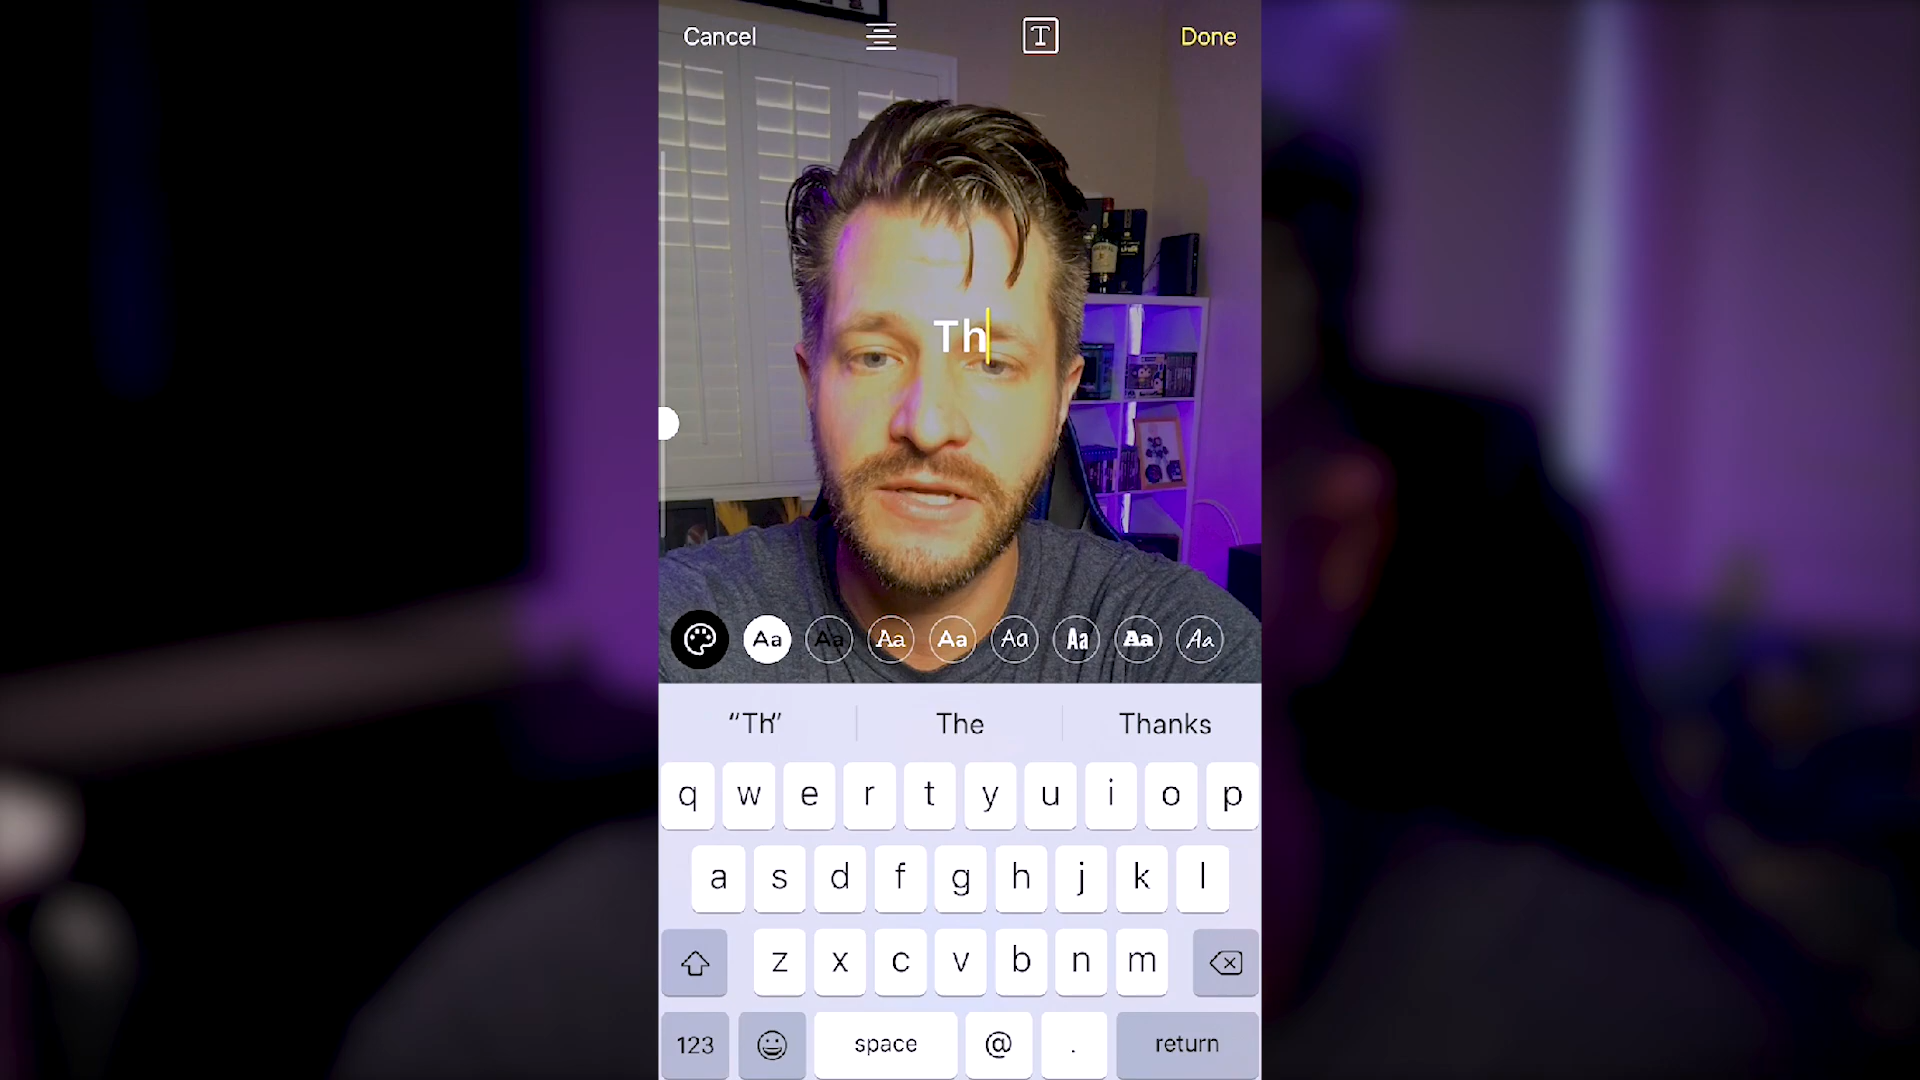 Cancel
Done
Th
Aa Aa Aa Aa Aa Aa Aa Aa
“Th” The Thanks
q w e r t y u i o p
a s d f g h j k l
z x c v b n m
123 space @ . return